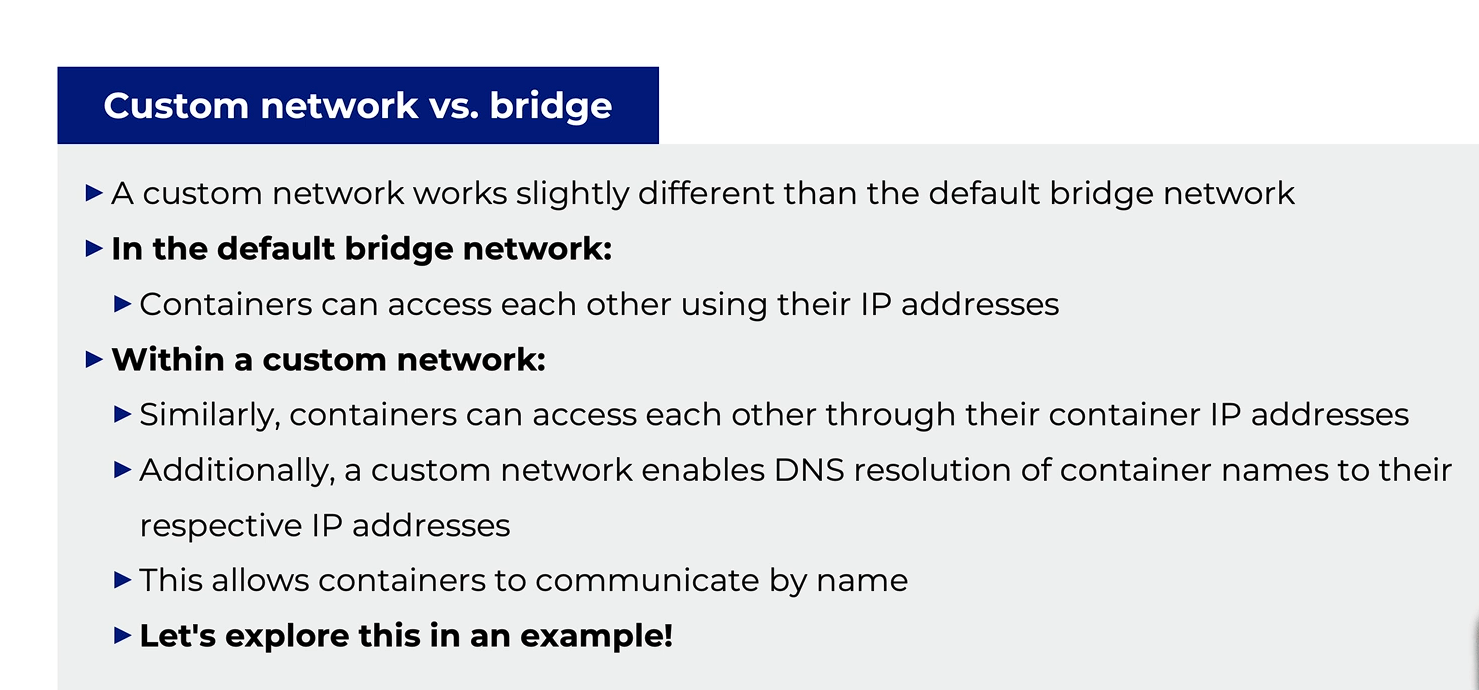 Custom network vs. bridge
▶ A custom network works slightly different than the default bridge network
▶ In the default bridge network:
▶ Containers can access each other using their IP addresses
▶ Within a custom network:
▶ Similarly, containers can access each other through their container IP addresses
▶ Additionally, a custom network enables DNS resolution of container names to their
respective IP addresses
▶ This allows containers to communicate by name
▶ Let's explore this in an example!